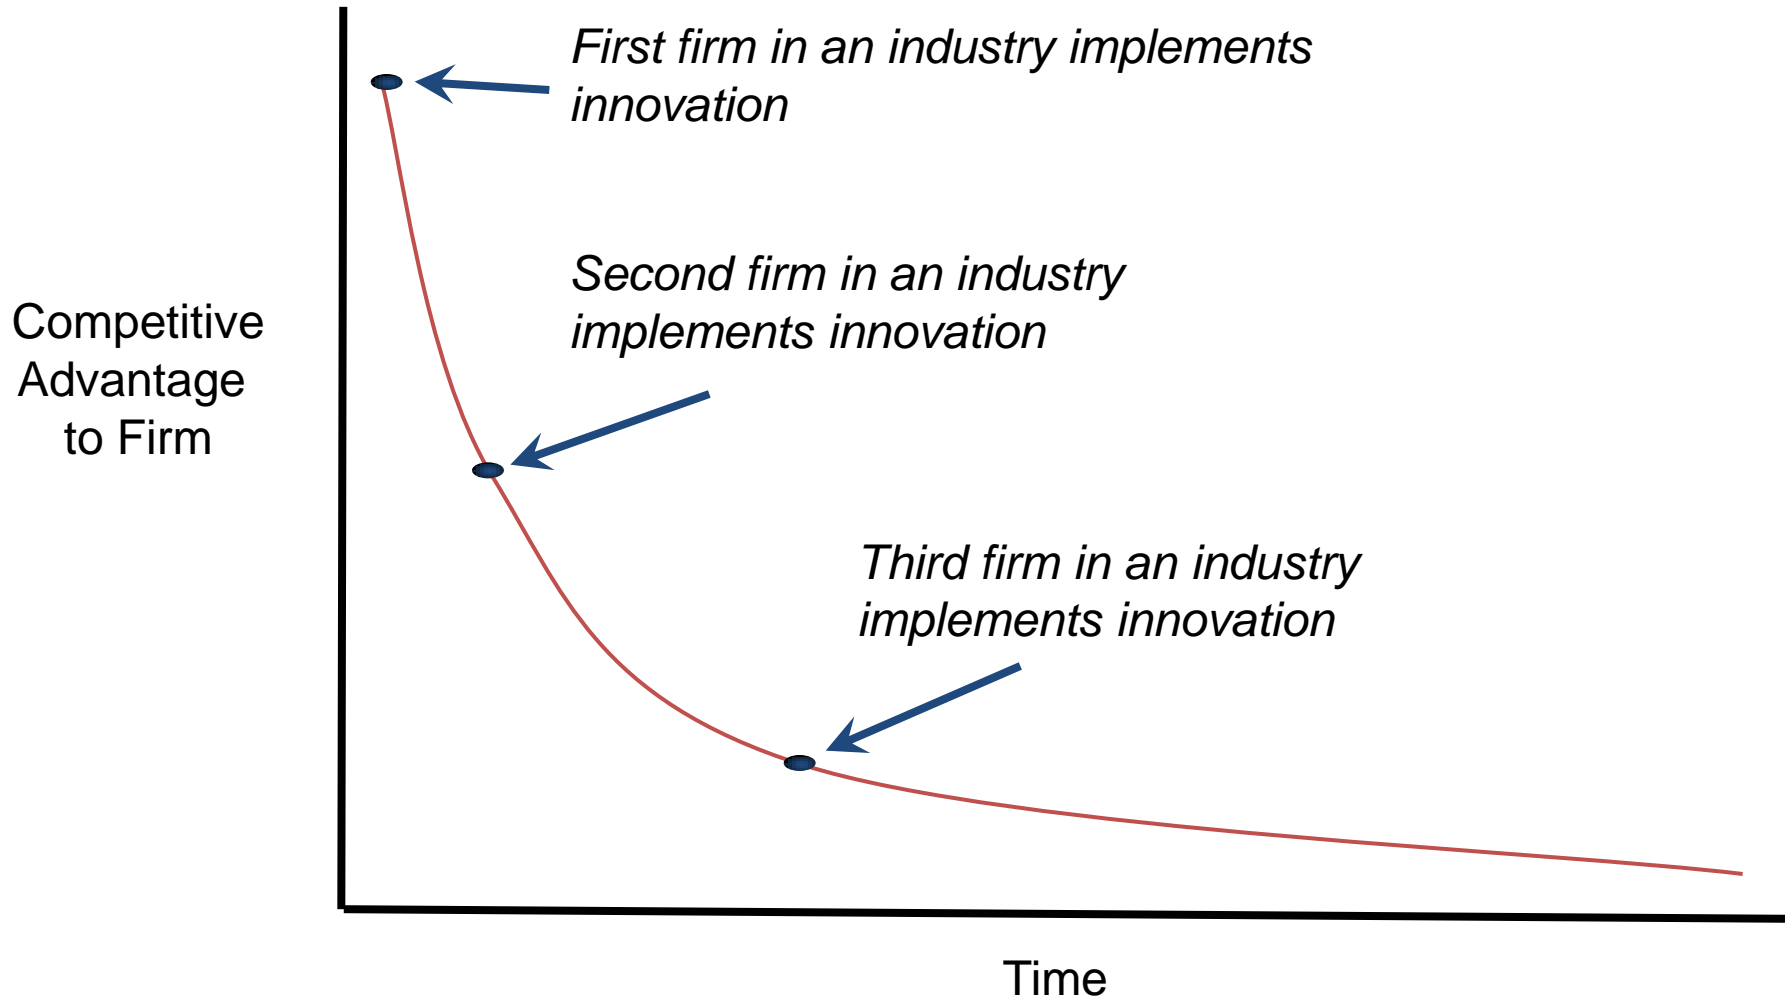 First firm in an industry implements
innovation
Second firm in an industry
implements innovation
Competitive
Advantage
to Firm
Third firm in an industry
implements innovation
Time